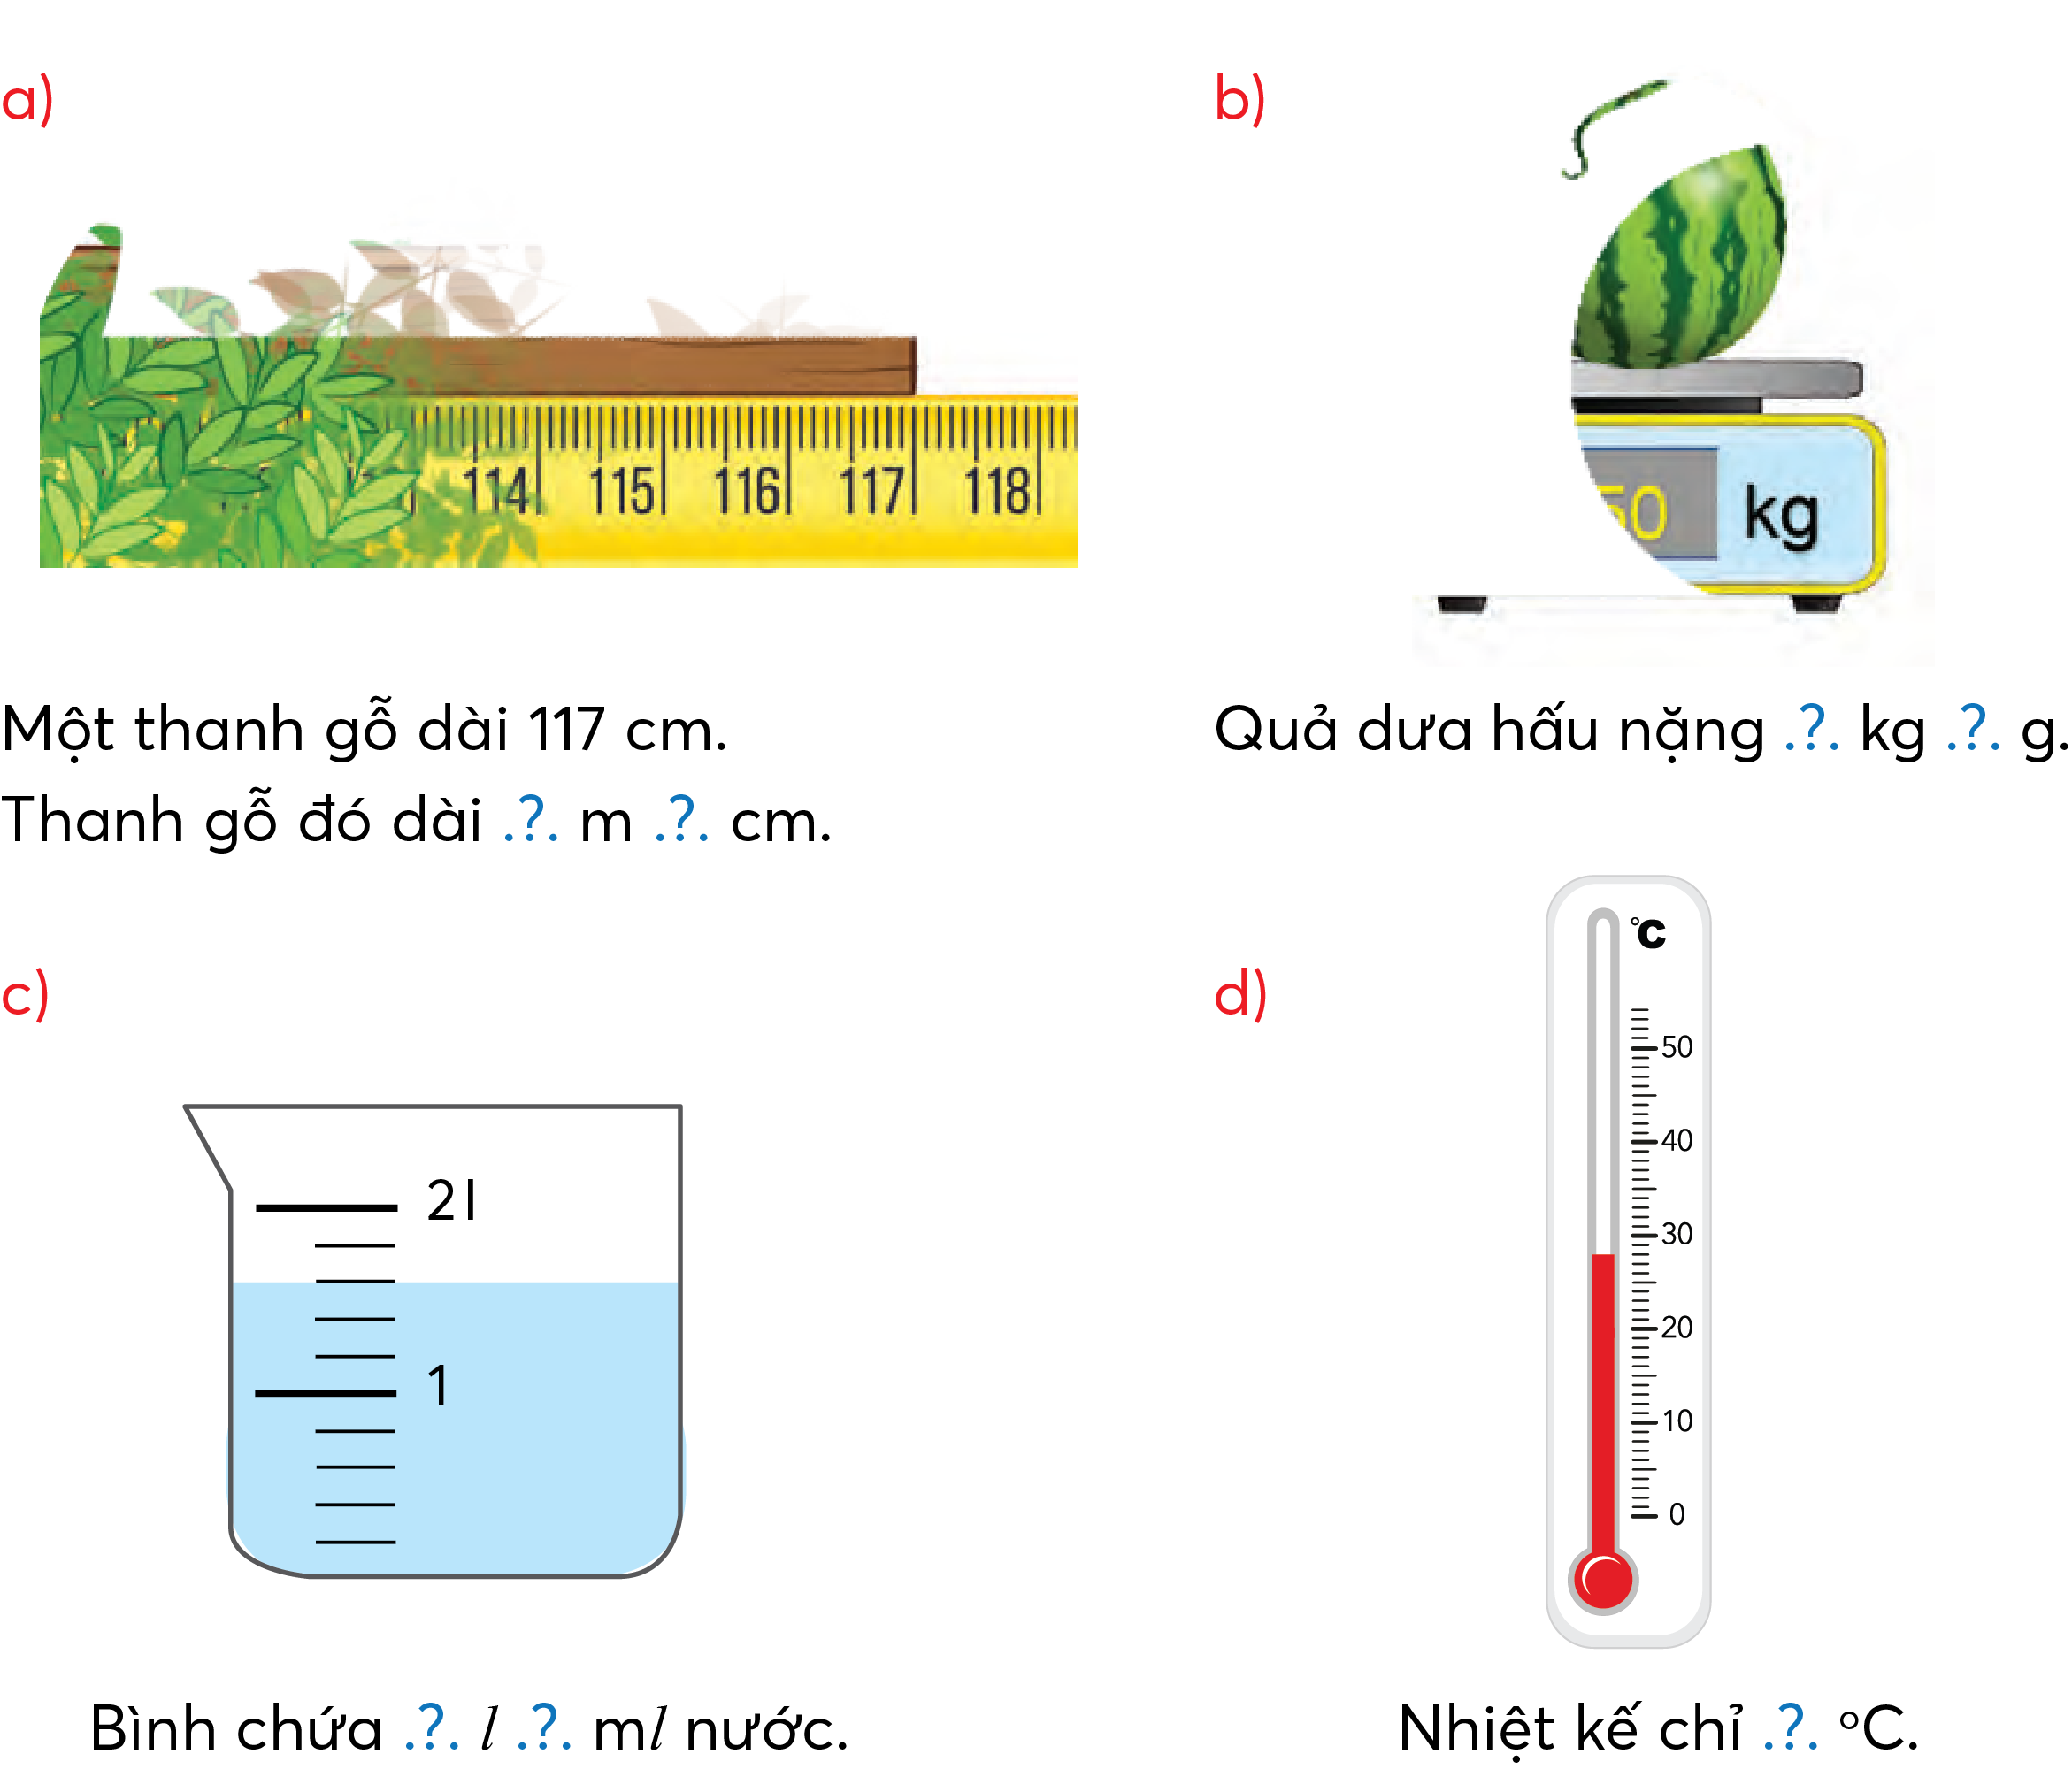 a)
114 115 116 117 118
Một thanh gỗ dài 117 cm.
Thanh gỗ đó dài .?. m .?. cm.
b)
50 kg
Quả dưa hấu nặng .?. kg .?. g.
c)
2 l
1
Bình chứa .?. l .?. ml nước.
d)
°C
50
40
30
20
10
0
Nhiệt kế chỉ .?. °C.